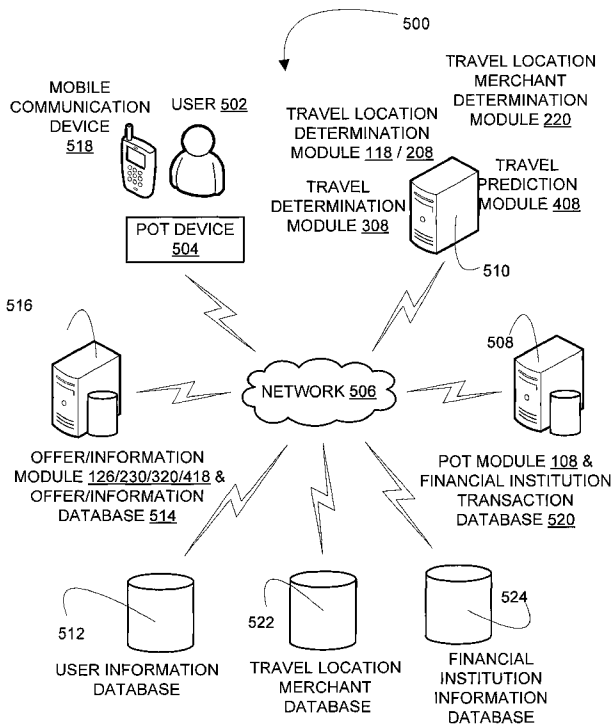 500
MOBILE
COMMUNICATION
DEVICE
518
USER 502
TRAVEL LOCATION
MERCHANT
DETERMINATION
MODULE 220
TRAVEL LOCATION
DETERMINATION
MODULE 118 / 208
TRAVEL
DETERMINATION
MODULE 308
TRAVEL
PREDICTION
MODULE 408
POT DEVICE
504
510
516
508
NETWORK 506
OFFER/INFORMATION
MODULE 126/230/320/418 &
OFFER/INFORMATION
DATABASE 514
POT MODULE 108 &
FINANCIAL INSTITUTION
TRANSACTION
DATABASE 520
512
522
524
USER INFORMATION
DATABASE
TRAVEL LOCATION
MERCHANT
DATABASE
FINANCIAL
INSTITUTION
INFORMATION
DATABASE